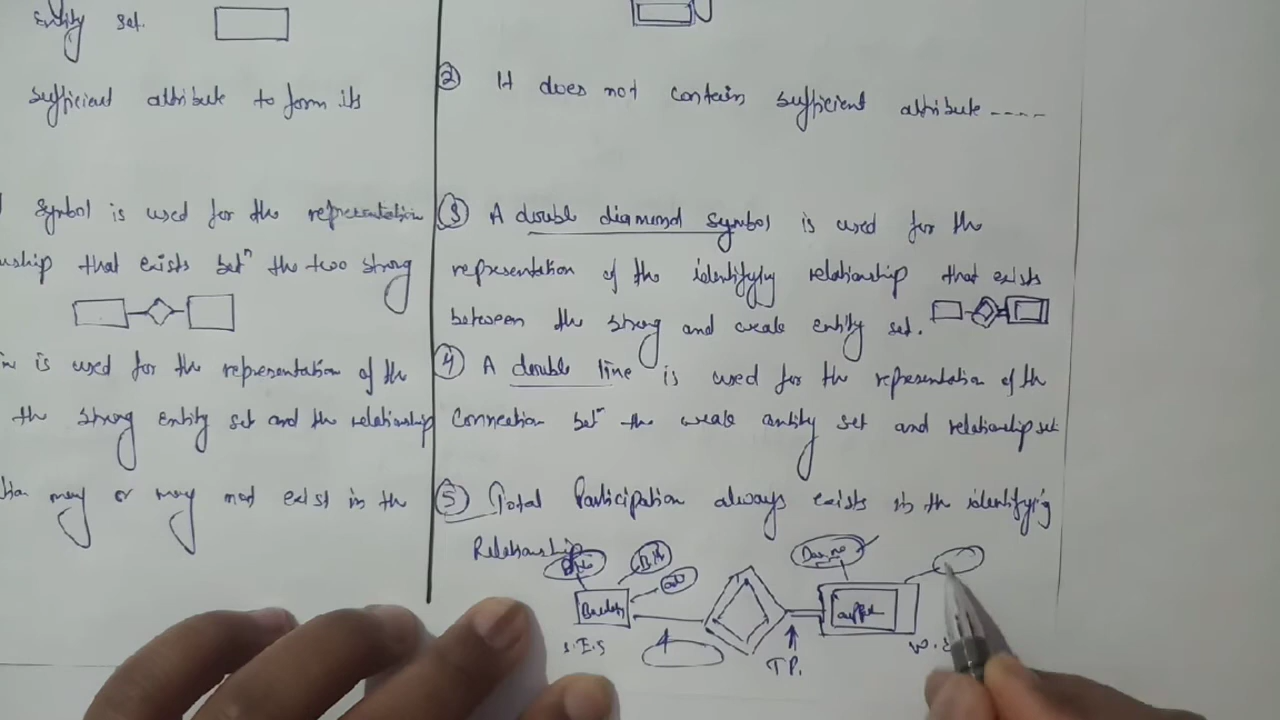 Entity set.
sufficient attribute to form its
symbol is used for the representation
that exists betⁿ the two strong
is used for the representation of the
the strong entity set and the relationship
may or may not exist in the
② It does not contain sufficient attribute ----
③ A double diamond symbol is used for the
representation of the identifying relationship that exists
between the strong and weak entity set.
④ A double line is used for the representation of the
connection betⁿ the weak entity set and relationship set
⑤ Total Participation always exists in the identifying
Relationship
S.E.S
T.P.